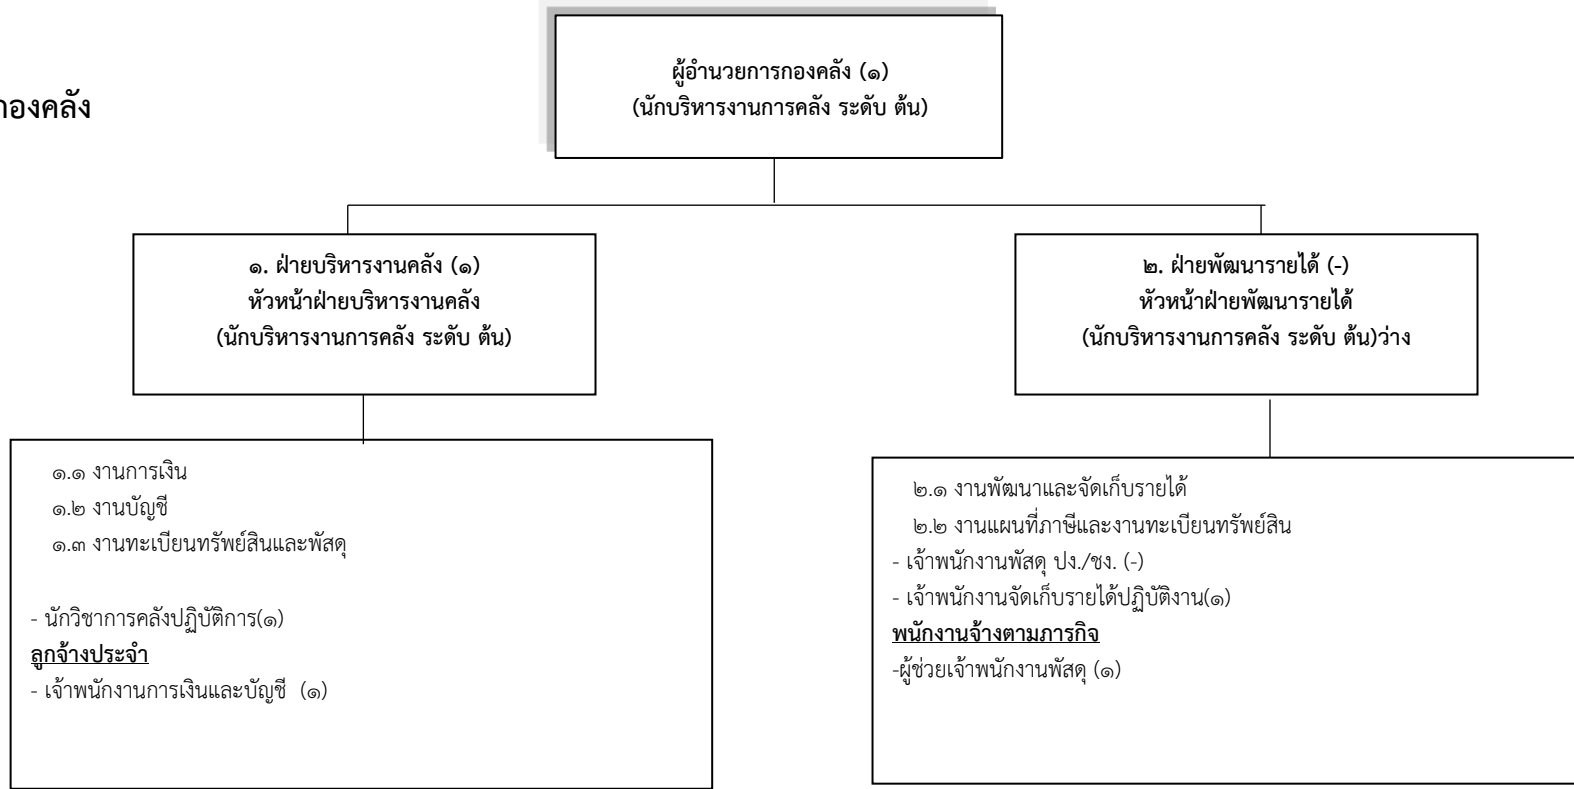 ผู้อำนวยการกองคลัง (๑)
(นักบริหารงานการคลัง ระดับ ต้น)
กองคลัง
๑. ฝ่ายบริหารงานคลัง (๑)
หัวหน้าฝ่ายบริหารงานคลัง
(นักบริหารงานการคลัง ระดับ ต้น)
๒. ฝ่ายพัฒนารายได้ (-)
หัวหน้าฝ่ายพัฒนารายได้
(นักบริหารงานการคลัง ระดับ ต้น)ว่าง
๑.๑ งานการเงิน
๑.๒ งานบัญชี
๑.๓ งานทะเบียนทรัพย์สินและพัสดุ
- นักวิชาการคลังปฏิบัติการ(๑)
ลูกจ้างประจำ
- เจ้าพนักงานการเงินและบัญชี (๑)
๒.๑ งานพัฒนาและจัดเก็บรายได้
๒.๒ งานแผนที่ภาษีและงานทะเบียนทรัพย์สิน
- เจ้าพนักงานพัสดุ ปง./ชง. (-)
- เจ้าพนักงานจัดเก็บรายได้ปฏิบัติงาน(๑)
พนักงานจ้างตามภารกิจ
-ผู้ช่วยเจ้าพนักงานพัสดุ (๑)